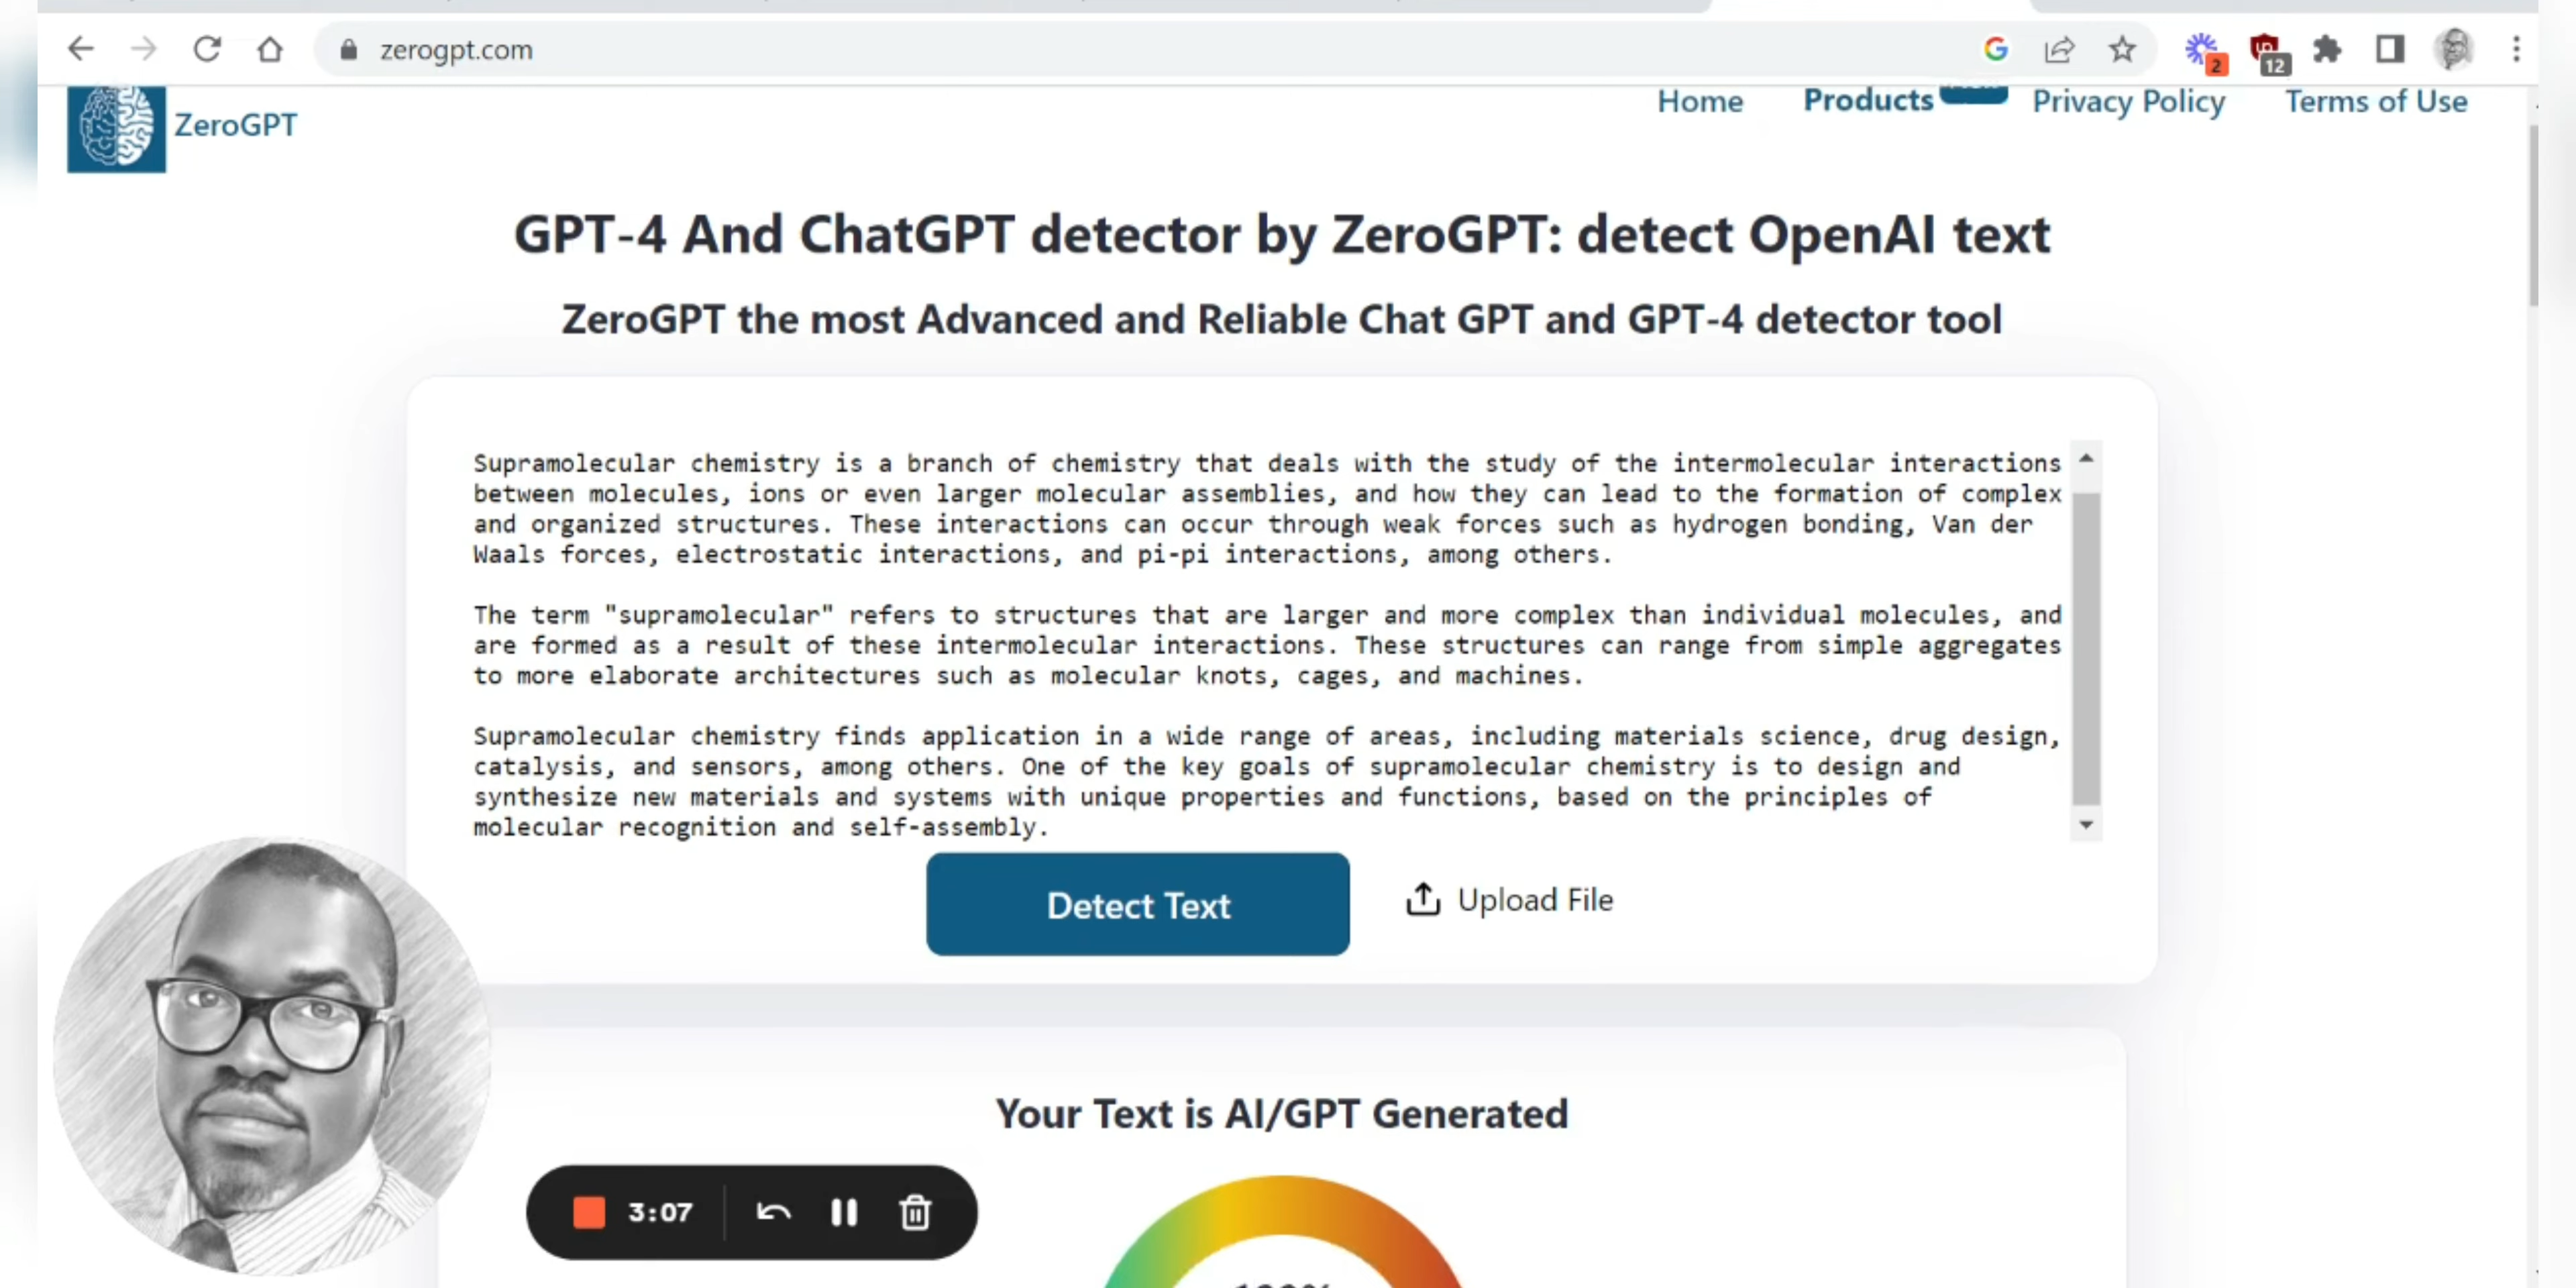 zerogpt.com
2
12
ZeroGPT
Home
Products
Privacy Policy
Terms of Use
GPT-4 And ChatGPT detector by ZeroGPT: detect OpenAI text
ZeroGPT the most Advanced and Reliable Chat GPT and GPT-4 detector tool
Supramolecular chemistry is a branch of chemistry that deals with the study of the intermolecular interactions
between molecules, ions or even larger molecular assemblies, and how they can lead to the formation of complex
and organized structures. These interactions can occur through weak forces such as hydrogen bonding, Van der
Waals forces, electrostatic interactions, and pi-pi interactions, among others.
The term "supramolecular" refers to structures that are larger and more complex than individual molecules, and
are formed as a result of these intermolecular interactions. These structures can range from simple aggregates
to more elaborate architectures such as molecular knots, cages, and machines.
Supramolecular chemistry finds application in a wide range of areas, including materials science, drug design,
catalysis, and sensors, among others. One of the key goals of supramolecular chemistry is to design and
synthesize new materials and systems with unique properties and functions, based on the principles of
molecular recognition and self-assembly.
Detect Text
Upload File
Your Text is AI/GPT Generated
3:07